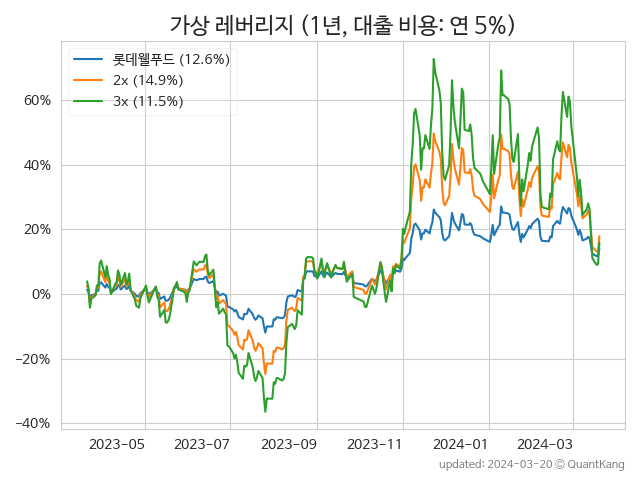 가상 레버리지 (1년, 대출 비용: 연 5%)
롯데웰푸드 (12.6%)
2x (14.9%)
3x (11.5%)
60%
40%
20%
0%
−20%
−40%
2023-05
2023-07
2023-09
2023-11
2024-01
2024-03
updated: 2024-03-20 © QuantKang